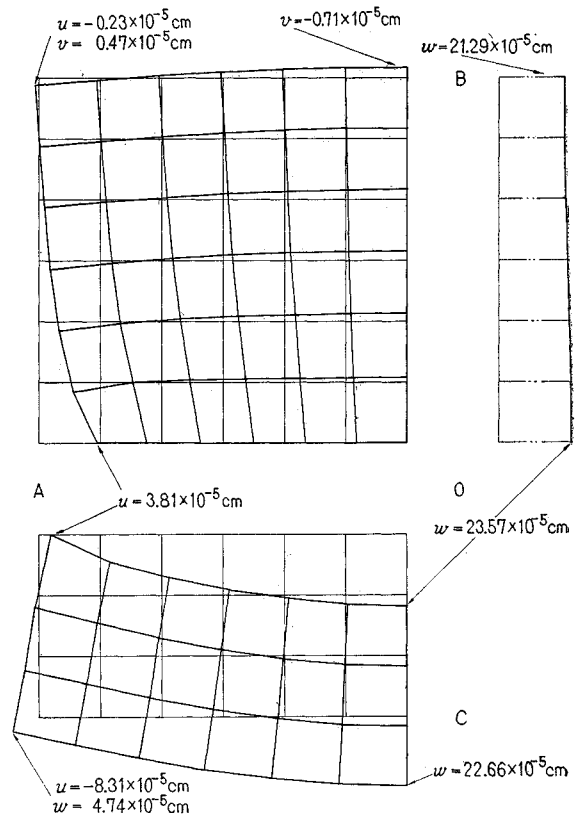 u = -0.23×10⁻⁵cm
v = 0.47×10⁻⁵cm
v = -0.71×10⁻⁵cm
w = 21.29×10⁻⁵cm
B
A
u = 3.81×10⁻⁵cm
O
w = 23.57×10⁻⁵cm
C
u = -8.31×10⁻⁵cm
w = 4.74×10⁻⁵cm
w = 22.66×10⁻⁵cm